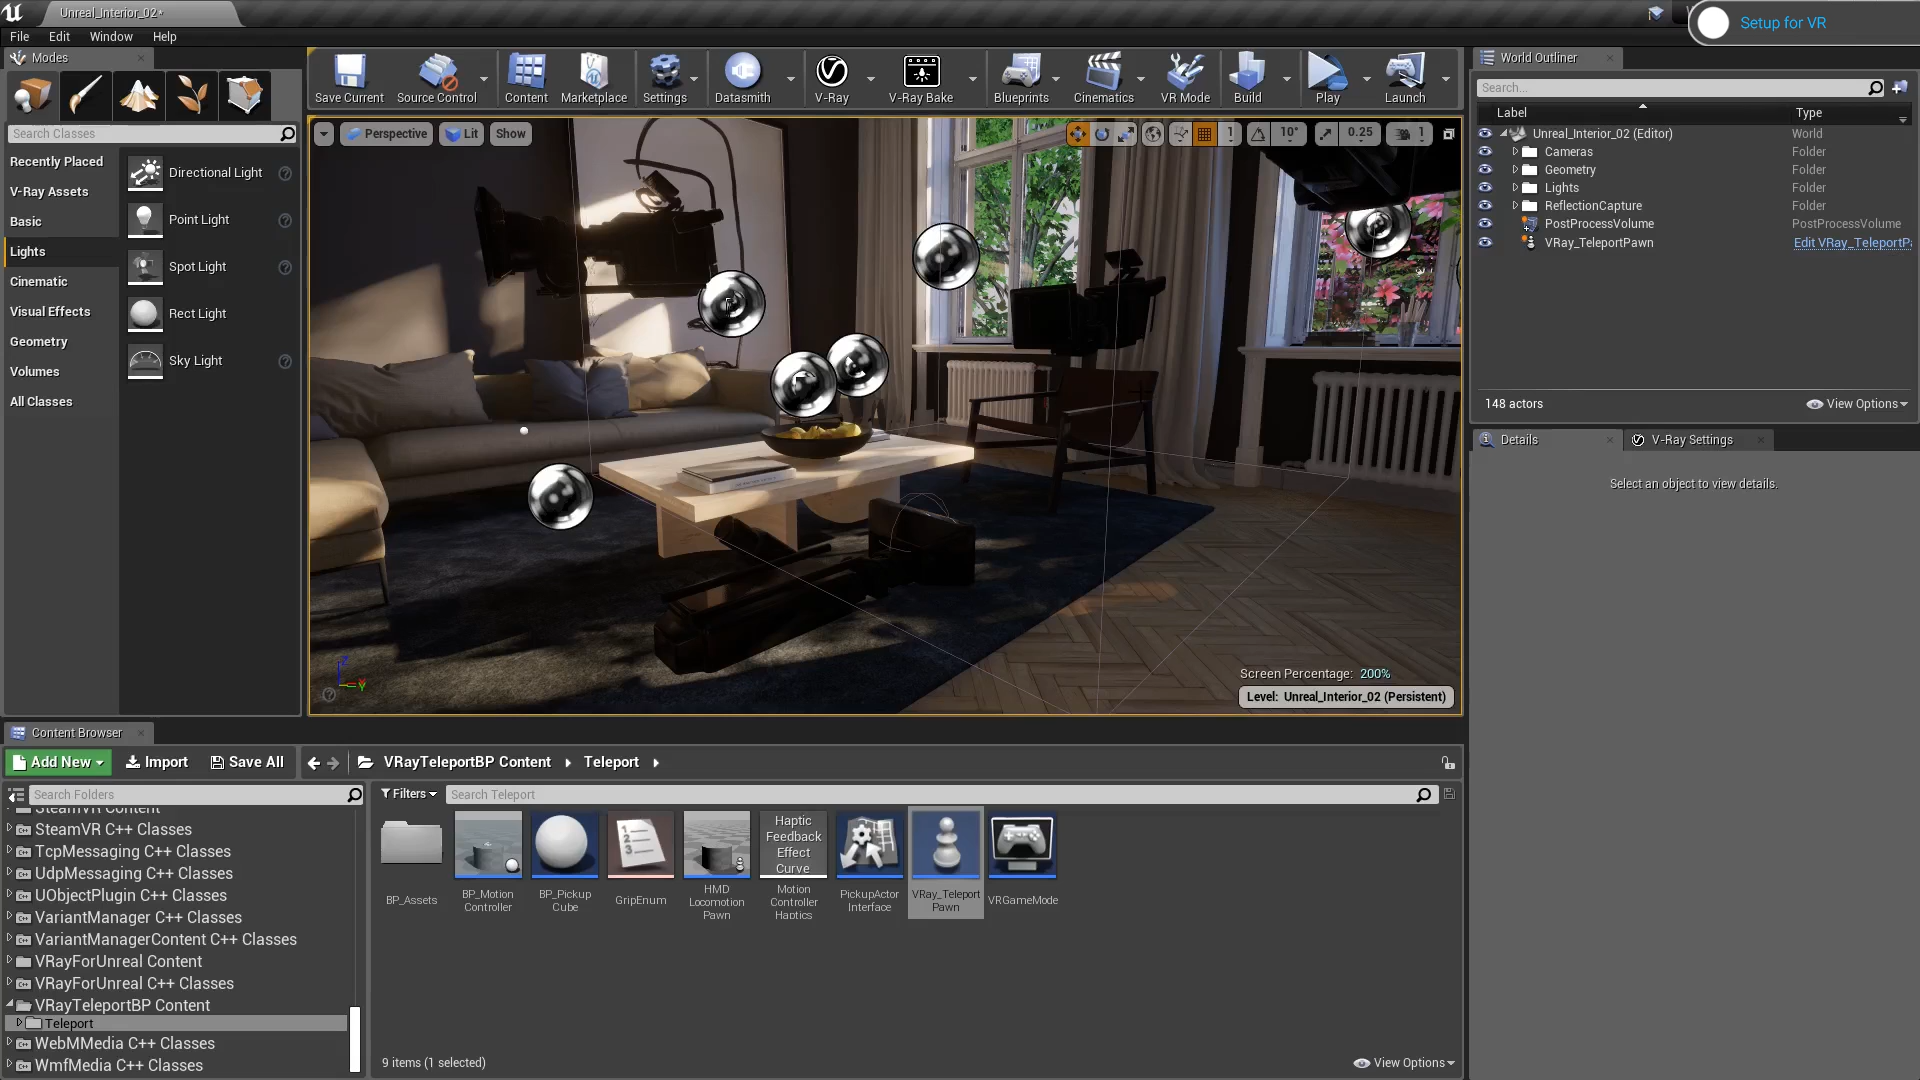 Unreal_Interior_02*
Setup for VR
File Edit Window Help
Modes
Search Classes
Recently Placed
V-Ray Assets
Basic
Lights
Cinematic
Visual Effects
Geometry
Volumes
All Classes
Directional Light
Point Light
Spot Light
Rect Light
Sky Light
Save Current
Source Control
Content
Marketplace
Settings
Datasmith
V-Ray
V-Ray Bake
Blueprints
Cinematics
VR Mode
Build
Play
Launch
Perspective
Lit
Show
1
10°
0.25
1
Screen Percentage: 200%
Level: Unreal_Interior_02 (Persistent)
World Outliner
Search...
Label Type
Unreal_Interior_02 (Editor) World
Cameras Folder
Geometry Folder
Lights Folder
ReflectionCapture Folder
PostProcessVolume PostProcessVolume
VRay_TeleportPawn Edit VRay_TeleportPa
148 actors View Options
Details V-Ray Settings
Select an object to view details.
Content Browser
Add New Import Save All
VRayTeleportBP Content Teleport
Search Folders
SteamVR Content
SteamVR C++ Classes
TcpMessaging C++ Classes
UdpMessaging C++ Classes
UObjectPlugin C++ Classes
VariantManager C++ Classes
VariantManagerContent C++ Classes
VRayForUnreal Content
VRayForUnreal C++ Classes
VRayTeleportBP Content
Teleport
WebMMedia C++ Classes
WmfMedia C++ Classes
Filters Search Teleport
BP_Assets
BP_Motion
Controller
BP_Pickup
Cube
GripEnum
HMD
Locomotion
Pawn
Haptic
Feedback
Effect
Curve
Motion
Controller
Haptics
PickupActor
Interface
VRay_Teleport
Pawn
VRGameMode
9 items (1 selected)
View Options